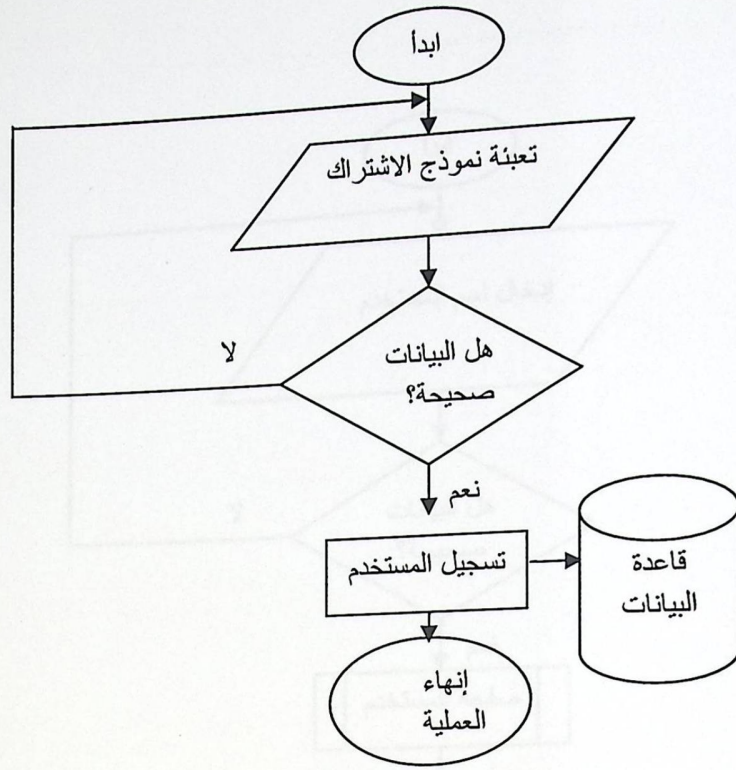 ابدأ
تعبئة نموذج الاشتراك
هل البيانات
صحيحة؟
لا
نعم
تسجيل المستخدم
قاعدة
البيانات
إنهاء
العملية